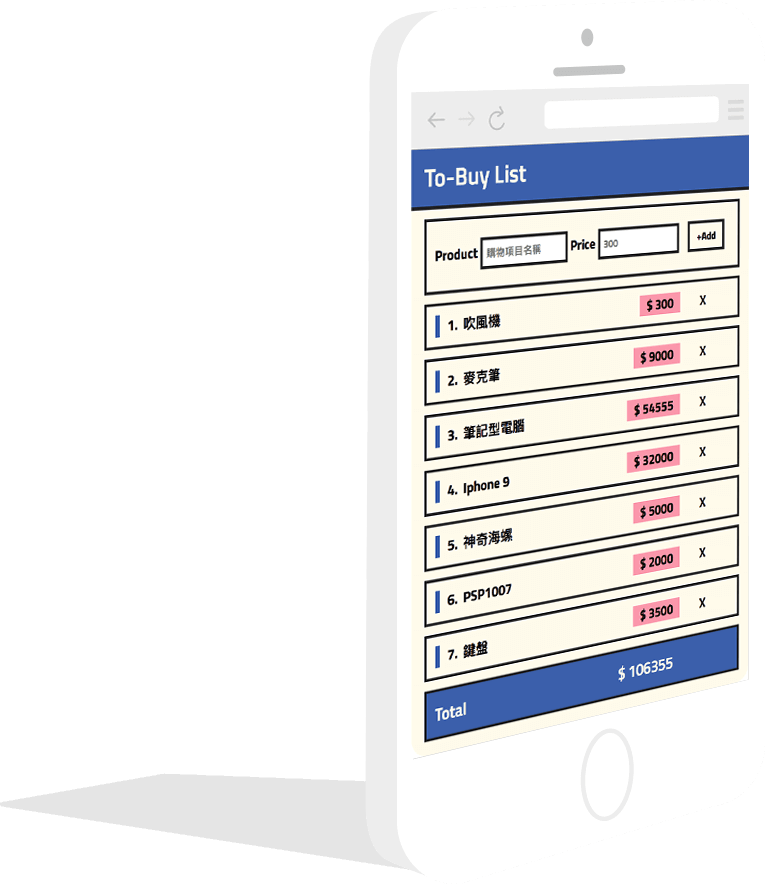 To-Buy List
Product 購物項目名稱 Price 300 +Add
1. 吹風機 $ 300 X
2. 麥克筆 $ 9000 X
3. 筆記型電腦 $ 54555 X
4. Iphone 9 $ 32000 X
5. 神奇海螺 $ 5000 X
6. PSP1007 $ 2000 X
7. 鍵盤 $ 3500 X
Total $ 106355